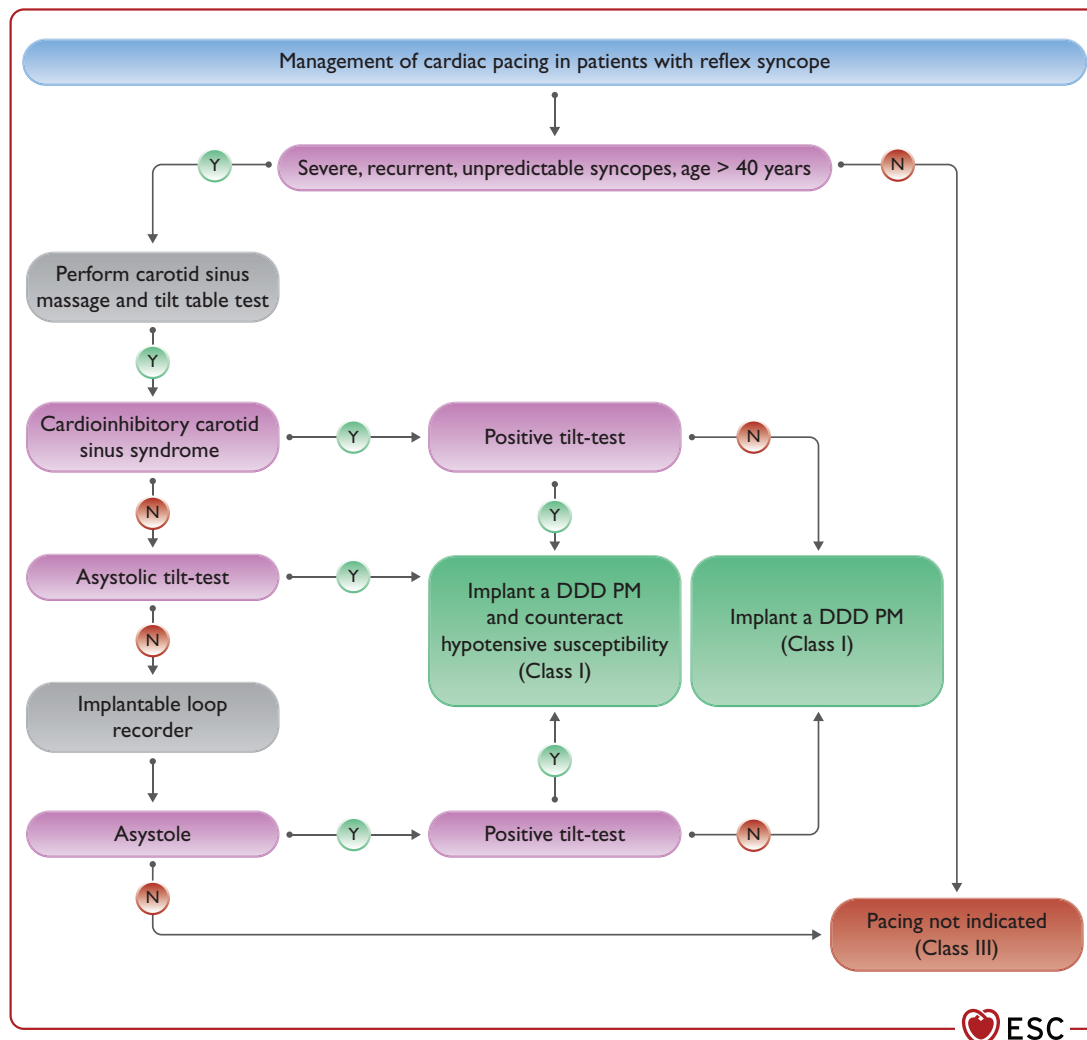 Management of cardiac pacing in patients with reflex syncope
Y
Severe, recurrent, unpredictable syncopes, age > 40 years
N
Perform carotid sinus
massage and tilt table test
Y
Cardioinhibitory carotid
sinus syndrome
Y
Positive tilt-test
N
N
Y
Asystolic tilt-test
Y
Implant a DDD PM
and counteract
hypotensive susceptibility
(Class I)
Implant a DDD PM
(Class I)
N
Implantable loop
recorder
Y
Asystole
Y
Positive tilt-test
N
N
Pacing not indicated
(Class III)
ESC